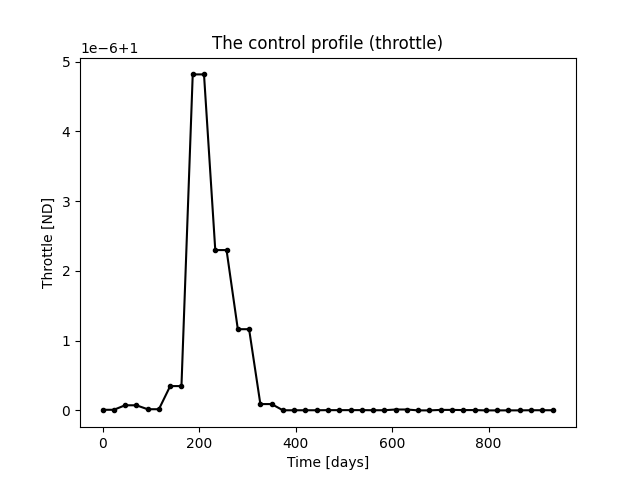 The control profile (throttle)
1e−6+1
5
4
3
2
1
0
Throttle [ND]
0 200 400 600 800
Time [days]